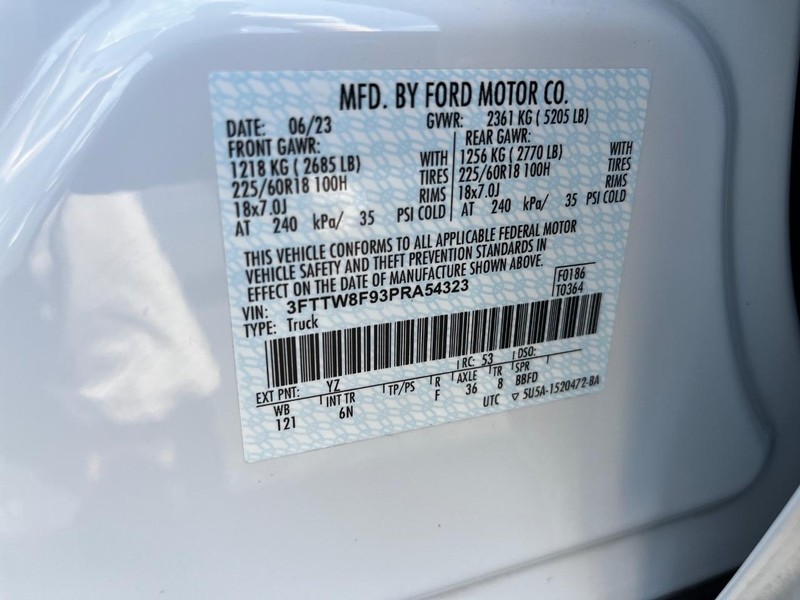 MFD. BY FORD MOTOR CO.
DATE: 06/23 GVWR: 2361 KG ( 5205 LB)
FRONT GAWR: REAR GAWR:
1218 KG ( 2685 LB) WITH 1256 KG ( 2770 LB) WITH
225/60R18 100H TIRES 225/60R18 100H TIRES
18x7.0J RIMS 18x7.0J RIMS
AT 240 kPa/ 35 PSI COLD AT 240 kPa/ 35 PSI COLD
THIS VEHICLE CONFORMS TO ALL APPLICABLE FEDERAL MOTOR
VEHICLE SAFETY AND THEFT PREVENTION STANDARDS IN
EFFECT ON THE DATE OF MANUFACTURE SHOWN ABOVE.
VIN: 3FTTW8F93PRA54323 F0186
TYPE: Truck T0364
EXT PNT: YZ RC: 53 DSO:
WB INT TR TP/PS R AXLE TR SPR
121 6N F 36 8 BBFD
UTC ▽ 5U5A-1520472-BA